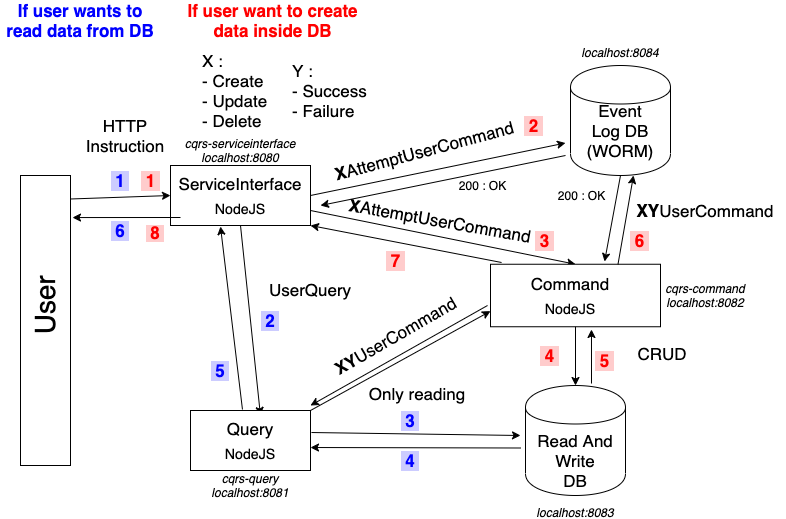 If user wants to
read data from DB
If user want to create
data inside DB
X :
- Create
- Update
- Delete
Y :
- Success
- Failure
localhost:8084
Event
Log DB
(WORM)
HTTP
Instruction
cqrs-serviceinterface
localhost:8080
ServiceInterface
NodeJS
XAttemptUserCommand
2
200 : OK
1
1
6
8
XAttemptUserCommand
3
7
200 : OK
XYUserCommand
6
User
UserQuery
2
5
Command
NodeJS
cqrs-command
localhost:8082
XYUserCommand
4
5
CRUD
Only reading
3
4
Query
NodeJS
cqrs-query
localhost:8081
Read And
Write
DB
localhost:8083